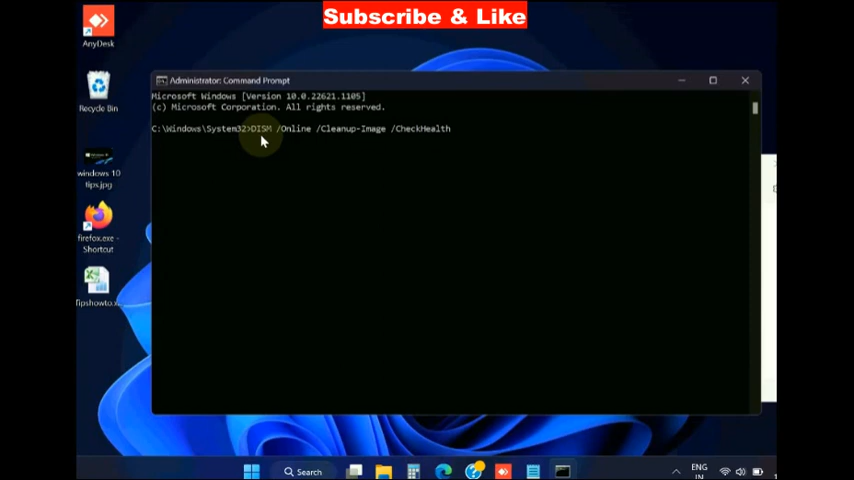 Subscribe & Like
AnyDesk
Recycle Bin
windows 10
tips.jpg
firefox.exe -
Shortcut
Administrator: Command Prompt
Microsoft Windows [Version 10.0.22621.1105]
(c) Microsoft Corporation. All rights reserved.
C:\Windows\System32>DISM /Online /Cleanup-Image /CheckHealth
Search
ENG
IN